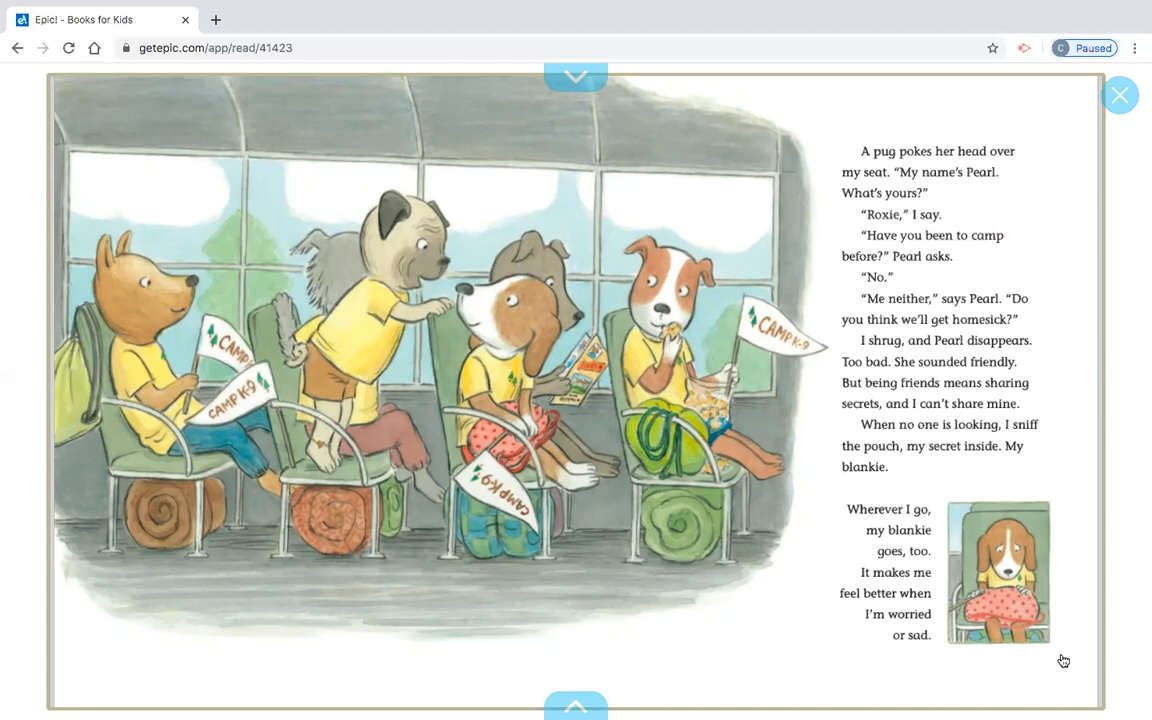 Epic! - Books for Kids
getepic.com/app/read/41423
C Paused
A pug pokes her head over
my seat. “My name’s Pearl.
What’s yours?”
“Roxie,” I say.
“Have you been to camp
before?” Pearl asks.
“No.”
“Me neither,” says Pearl. “Do
you think we’ll get homesick?”
I shrug, and Pearl disappears.
Too bad. She sounded friendly.
But being friends means sharing
secrets, and I can’t share mine.
When no one is looking, I sniff
the pouch, my secret inside. My
blankie.
Wherever I go,
my blankie
goes, too.
It makes me
feel better when
I’m worried
or sad.
CAMP
CAMP K-9
CAMP K-9
CAMP K-9